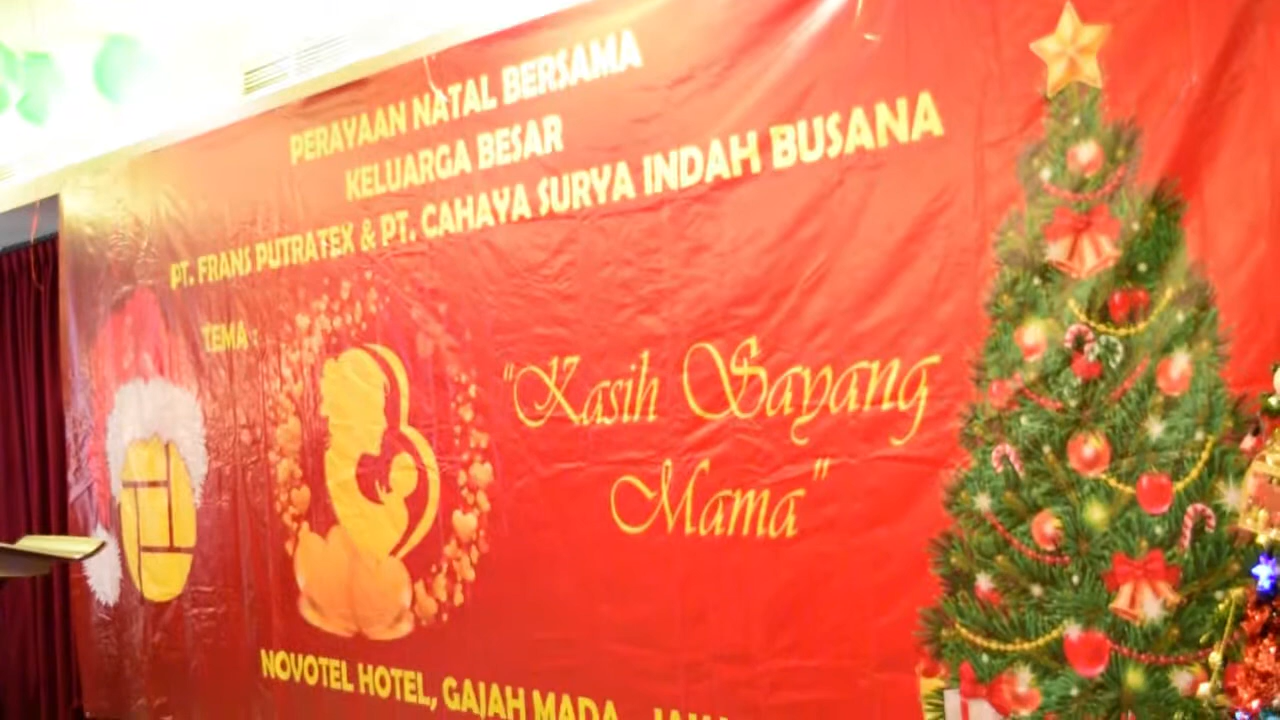 PERAYAAN NATAL BERSAMA
KELUARGA BESAR
PT. FRANS PUTRATEX & PT. CAHAYA SURYA INDAH BUSANA
TEMA :
"Kasih Sayang
Mama"
NOVOTEL HOTEL, GAJAH MADA